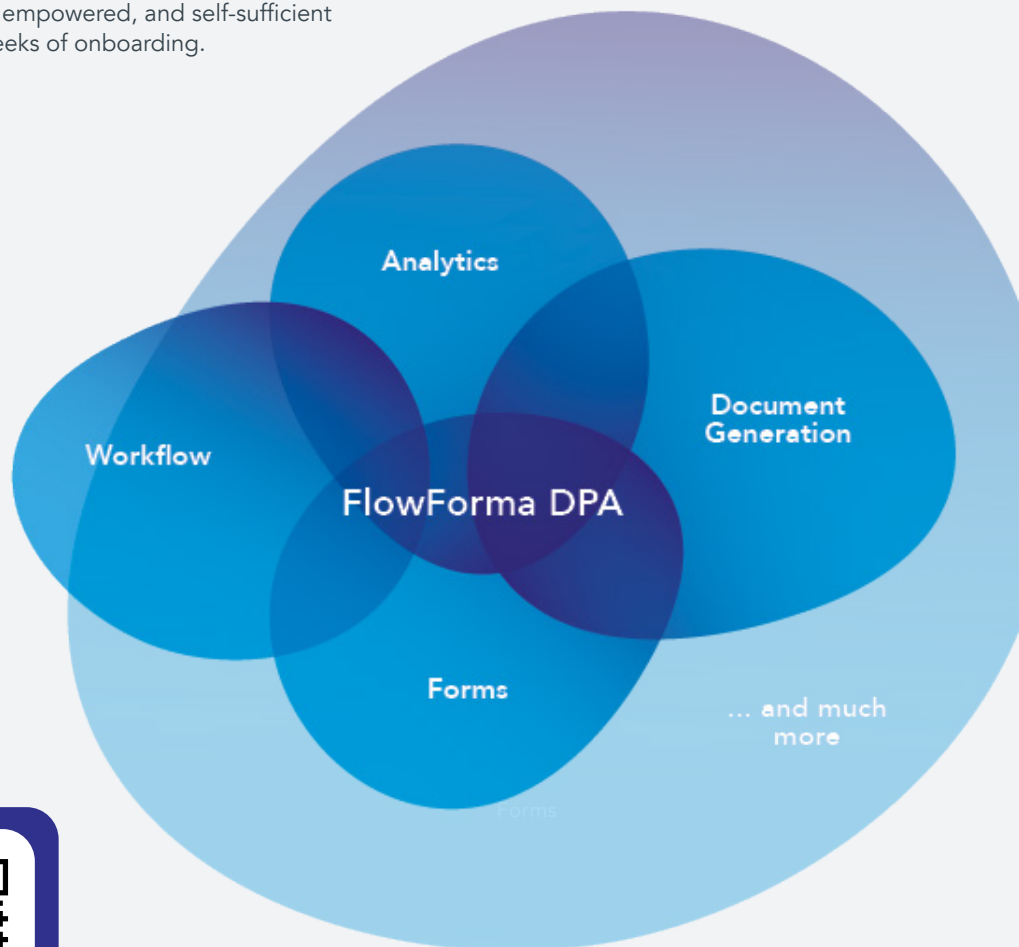 empowered, and self-sufficient
eeks of onboarding.
Analytics
Document
Generation
Workflow
FlowForma DPA
Forms
... and much
more
Forms